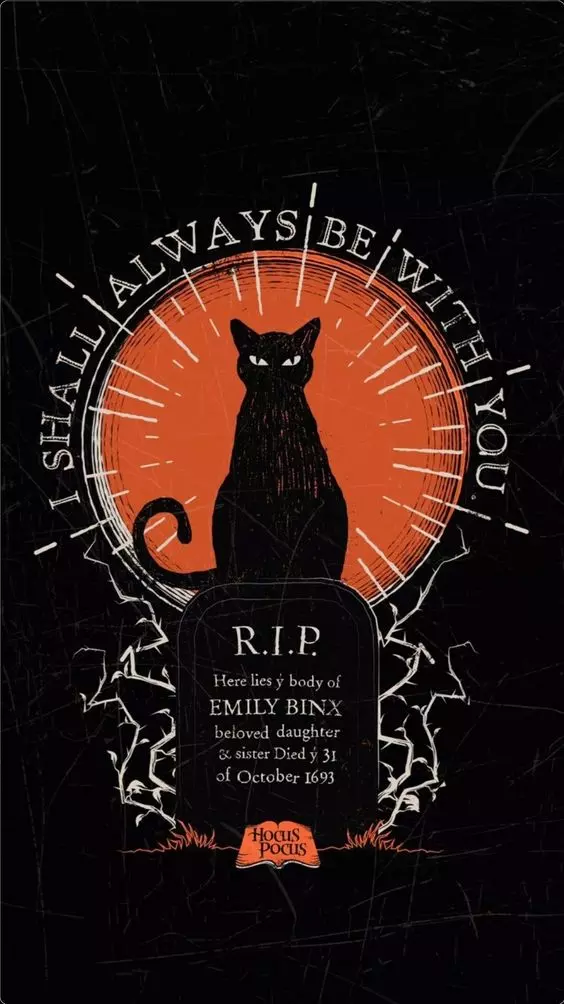 I SHALL ALWAYS BE WITH YOU.
R.I.P.
Here lies ẏ body of
EMILY BINX
beloved daughter
& sister Died ẏ 31
of October 1693
HOCUS
POCUS